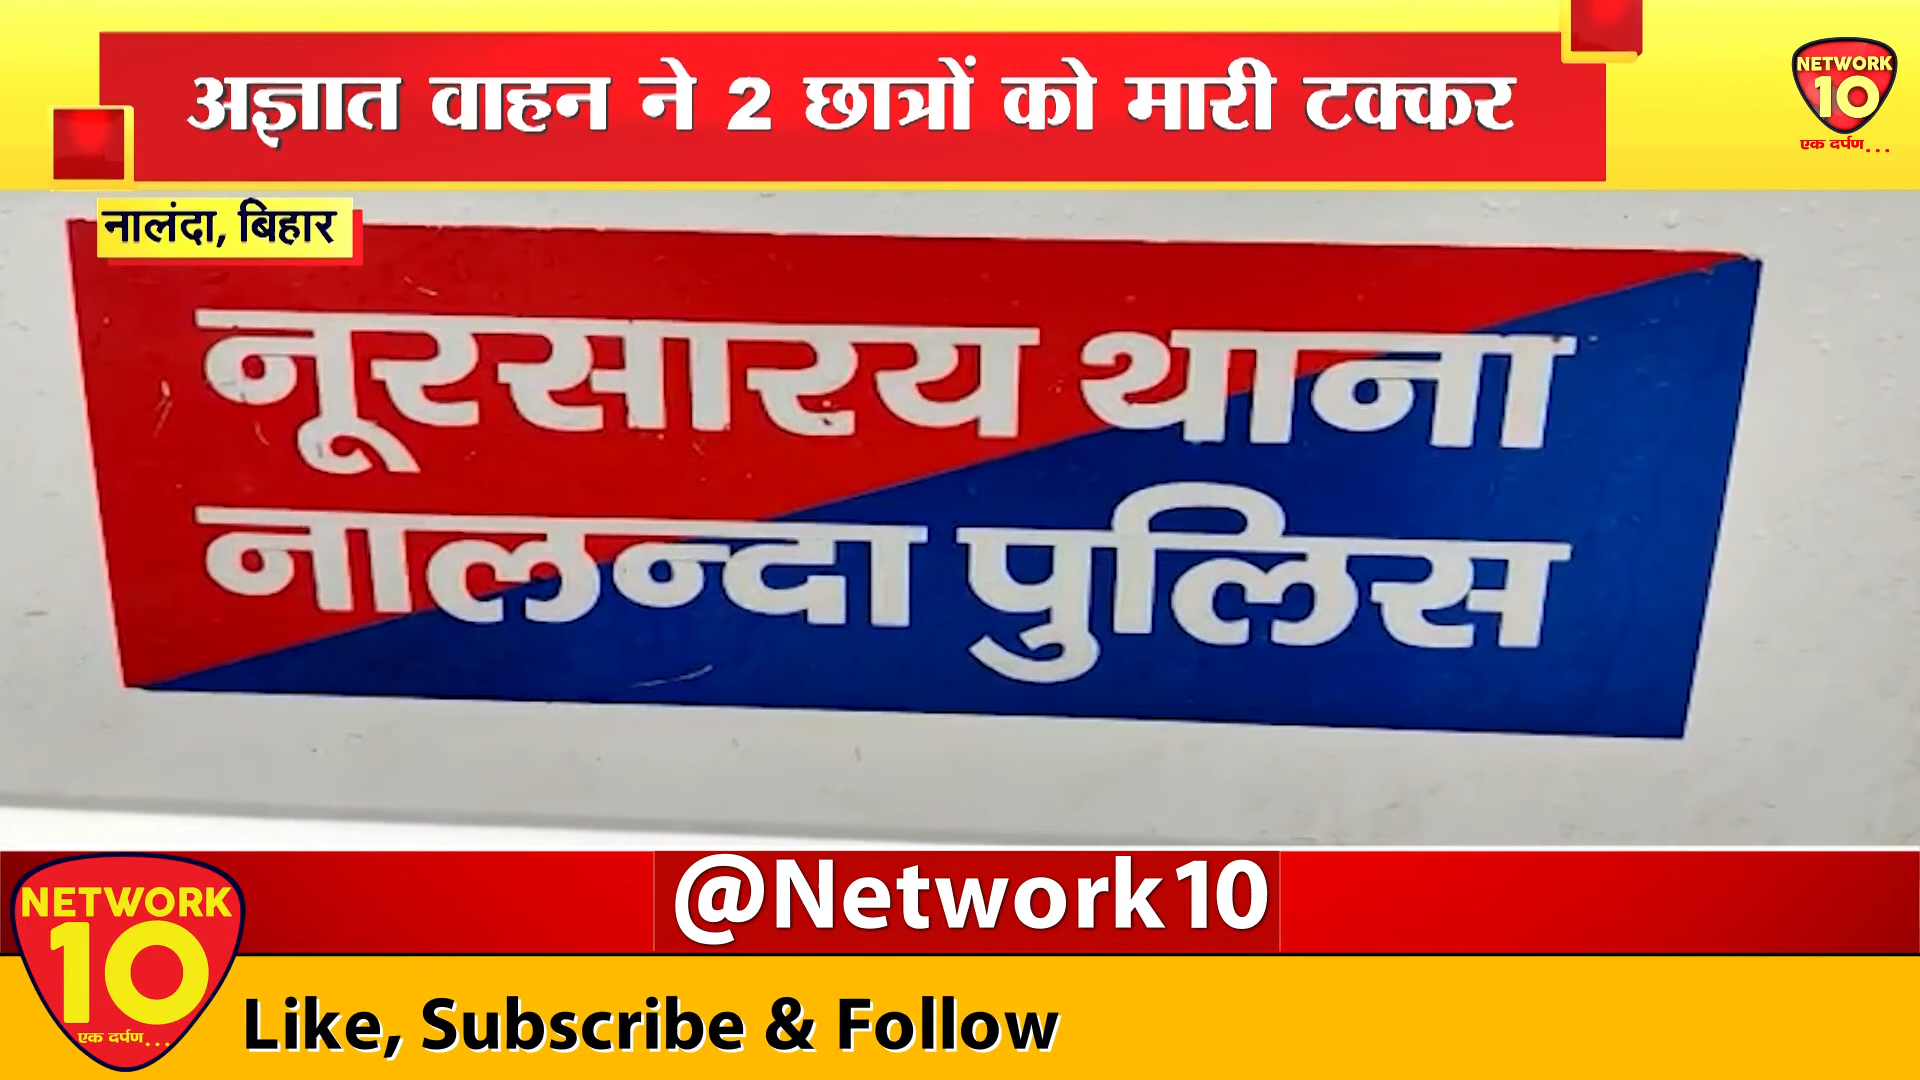 अज्ञात वाहन ने 2 छात्रों को मारी टक्कर
NETWORK
10
एक दर्पण...
नालंदा, बिहार
नूरसाराय थाना
नालन्दा पुलिस
@Network10
NETWORK
10
एक दर्पण...
Like, Subscribe & Follow